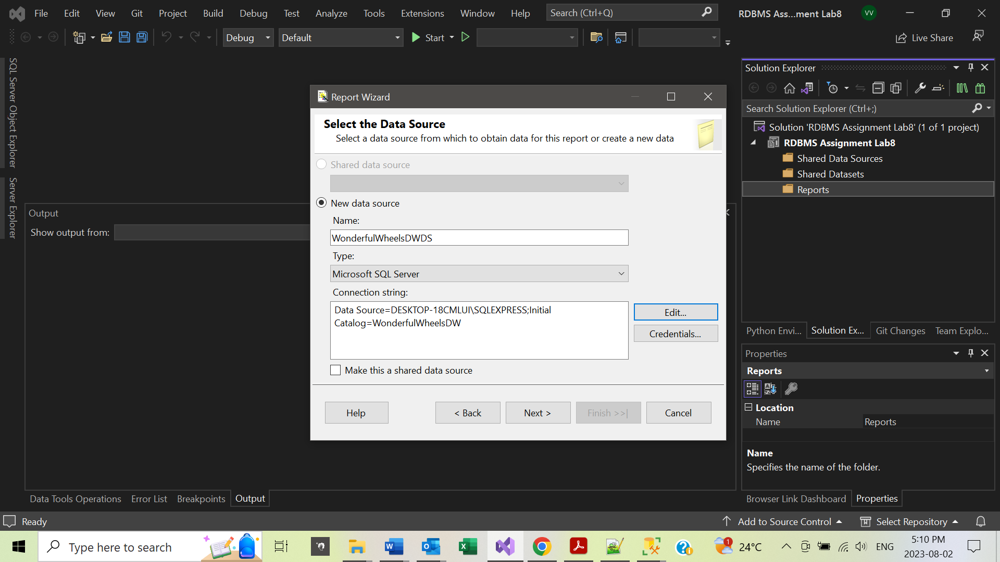 File Edit View Git Project Build Debug Test Analyze Tools Extensions Window Help Search (Ctrl+Q) RDBMS Ass...ment Lab8 VV
Debug Default Start Live Share
SQL Server Object Explorer
Server Explorer
Output
Show output from:
Report Wizard
Select the Data Source
Select a data source from which to obtain data for this report or create a new data
Shared data source
New data source
Name:
WonderfulWheelsDWDS
Type:
Microsoft SQL Server
Connection string:
Data Source=DESKTOP-18CMLUI\SQLEXPRESS;Initial
Catalog=WonderfulWheelsDW
Edit...
Credentials...
Make this a shared data source
Help < Back Next > Finish >>| Cancel
Solution Explorer
Search Solution Explorer (Ctrl+;)
Solution 'RDBMS Assignment Lab8' (1 of 1 project)
RDBMS Assignment Lab8
Shared Data Sources
Shared Datasets
Reports
Python Envi... Solution Ex... Git Changes Team Explo...
Properties
Reports
Location
Name Reports
Name
Specifies the name of the folder.
Data Tools Operations Error List Breakpoints Output
Browser Link Dashboard Properties
Ready Add to Source Control Select Repository
Type here to search 1 24°C ENG 5:10 PM
2023-08-02